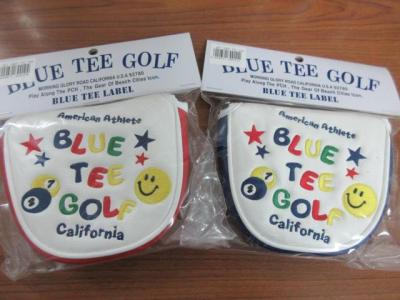 BLUE TEE GOLF
MORNING GLORY ROAD CALIFORNIA U.S.A 92780
Play Along The PCH , The Gear Of Beach Cities Icon.
BLUE TEE LABEL
American Athlete
BLUE
TEE
GOLF
California
BLUE TEE GOLF
MORNING GLORY ROAD CALIFORNIA U.S.A 92780
Play Along The PCH , The Gear Of Beach Cities Icon.
BLUE TEE LABEL
American Athlete
BLUE
TEE
GOLF
California